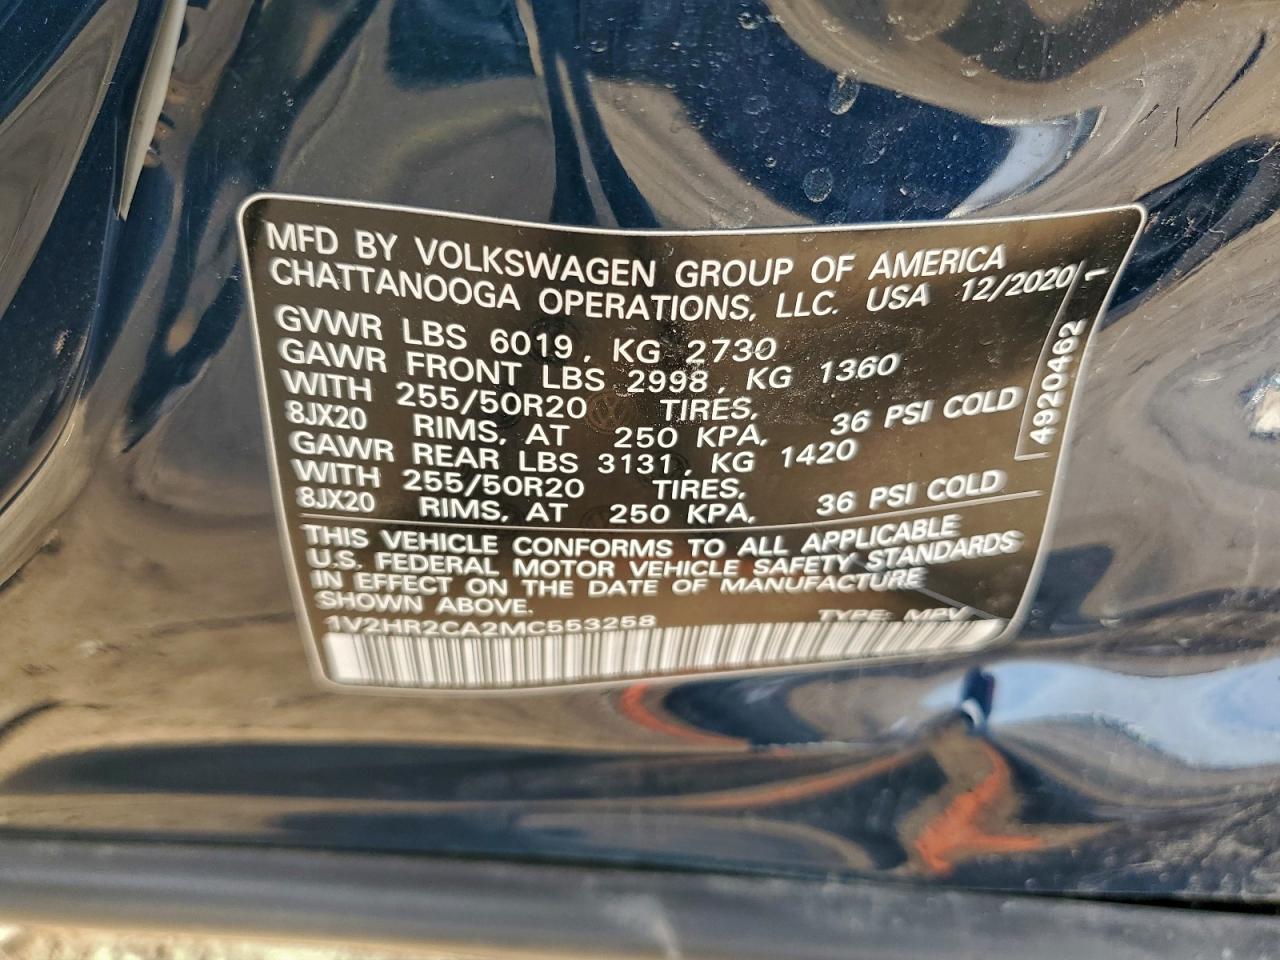 MFD BY VOLKSWAGEN GROUP OF AMERICA
CHATTANOOGA OPERATIONS, LLC. USA 12/2020
GVWR LBS 6019, KG 2730
GAWR FRONT LBS 2998, KG 1360
WITH 255/50R20 TIRES,
8JX20 RIMS, AT 250 KPA, 36 PSI COLD
GAWR REAR LBS 3131, KG 1420
WITH 255/50R20 TIRES,
8JX20 RIMS, AT 250 KPA, 36 PSI COLD
THIS VEHICLE CONFORMS TO ALL APPLICABLE
U.S. FEDERAL MOTOR VEHICLE SAFETY STANDARDS
IN EFFECT ON THE DATE OF MANUFACTURE
SHOWN ABOVE.
1V2HR2CA2MC553258 TYPE: MPV
4920462 1